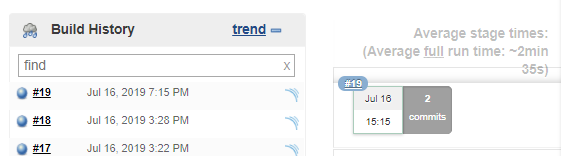 Build History
trend
find
x
#19
Jul 16, 2019 7:15 PM
#18
Jul 16, 2019 3:28 PM
#17
Jul 16, 2019 3:22 PM
Average stage times:
(Average full run time: ~2min
35s)
#19
Jul 16
15:15
2
commits